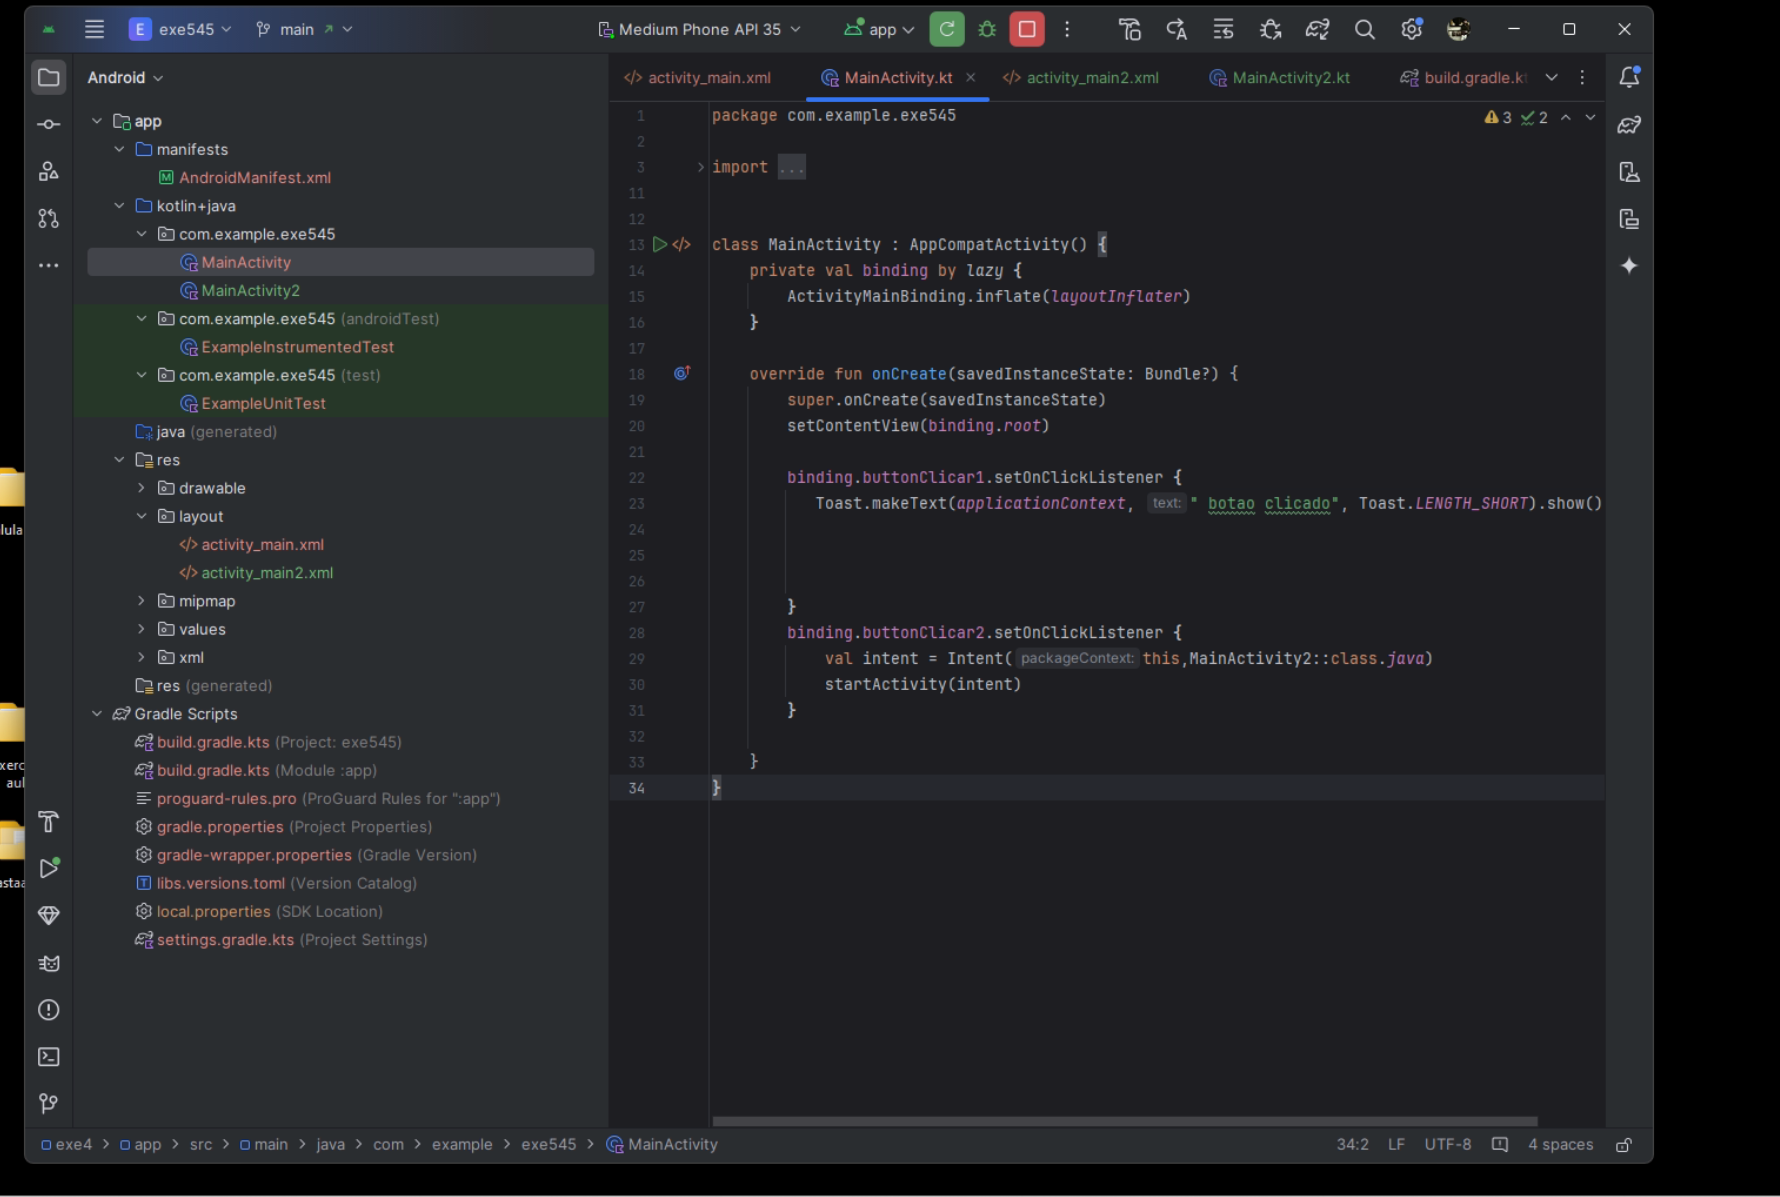 E exe545 main Medium Phone API 35 app
Android
app
manifests
AndroidManifest.xml
kotlin+java
com.example.exe545
MainActivity
MainActivity2
com.example.exe545 (androidTest)
ExampleInstrumentedTest
com.example.exe545 (test)
ExampleUnitTest
java (generated)
res
drawable
layout
activity_main.xml
activity_main2.xml
mipmap
values
xml
res (generated)
Gradle Scripts
build.gradle.kts (Project: exe545)
build.gradle.kts (Module :app)
proguard-rules.pro (ProGuard Rules for ":app")
gradle.properties (Project Properties)
gradle-wrapper.properties (Gradle Version)
libs.versions.toml (Version Catalog)
local.properties (SDK Location)
settings.gradle.kts (Project Settings)
activity_main.xml MainActivity.kt activity_main2.xml MainActivity2.kt build.gradle.kt
3 2
1 package com.example.exe545
2
3 import ...
11
12
13 class MainActivity : AppCompatActivity() {
14 private val binding by lazy {
15 ActivityMainBinding.inflate(layoutInflater)
16 }
17
18 override fun onCreate(savedInstanceState: Bundle?) {
19 super.onCreate(savedInstanceState)
20 setContentView(binding.root)
21
22 binding.buttonClicar1.setOnClickListener {
23 Toast.makeText(applicationContext, text: " botao clicado", Toast.LENGTH_SHORT).show()
24
25
26
27 }
28 binding.buttonClicar2.setOnClickListener {
29 val intent = Intent( packageContext: this,MainActivity2::class.java)
30 startActivity(intent)
31 }
32
33 }
34 }
exe4 > app > src > main > java > com > example > exe545 > MainActivity
34:2 LF UTF-8 4 spaces
lula
xerc
aul
astaa